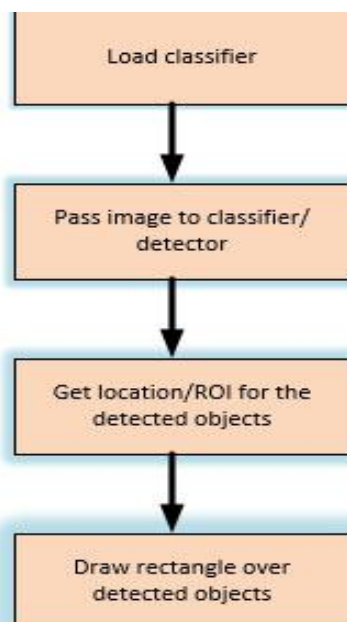 Load classifier
Pass image to classifier/
detector
Get location/ROI for the
detected objects
Draw rectangle over
detected objects